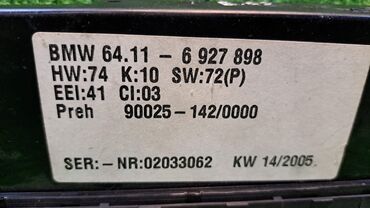 BMW 64.11 - 6 927 898
HW:74 K:10 SW:72(P)
EEI:41 CI:03
Preh 90025-142/0000
SER:-NR:02033062 KW 14/2005